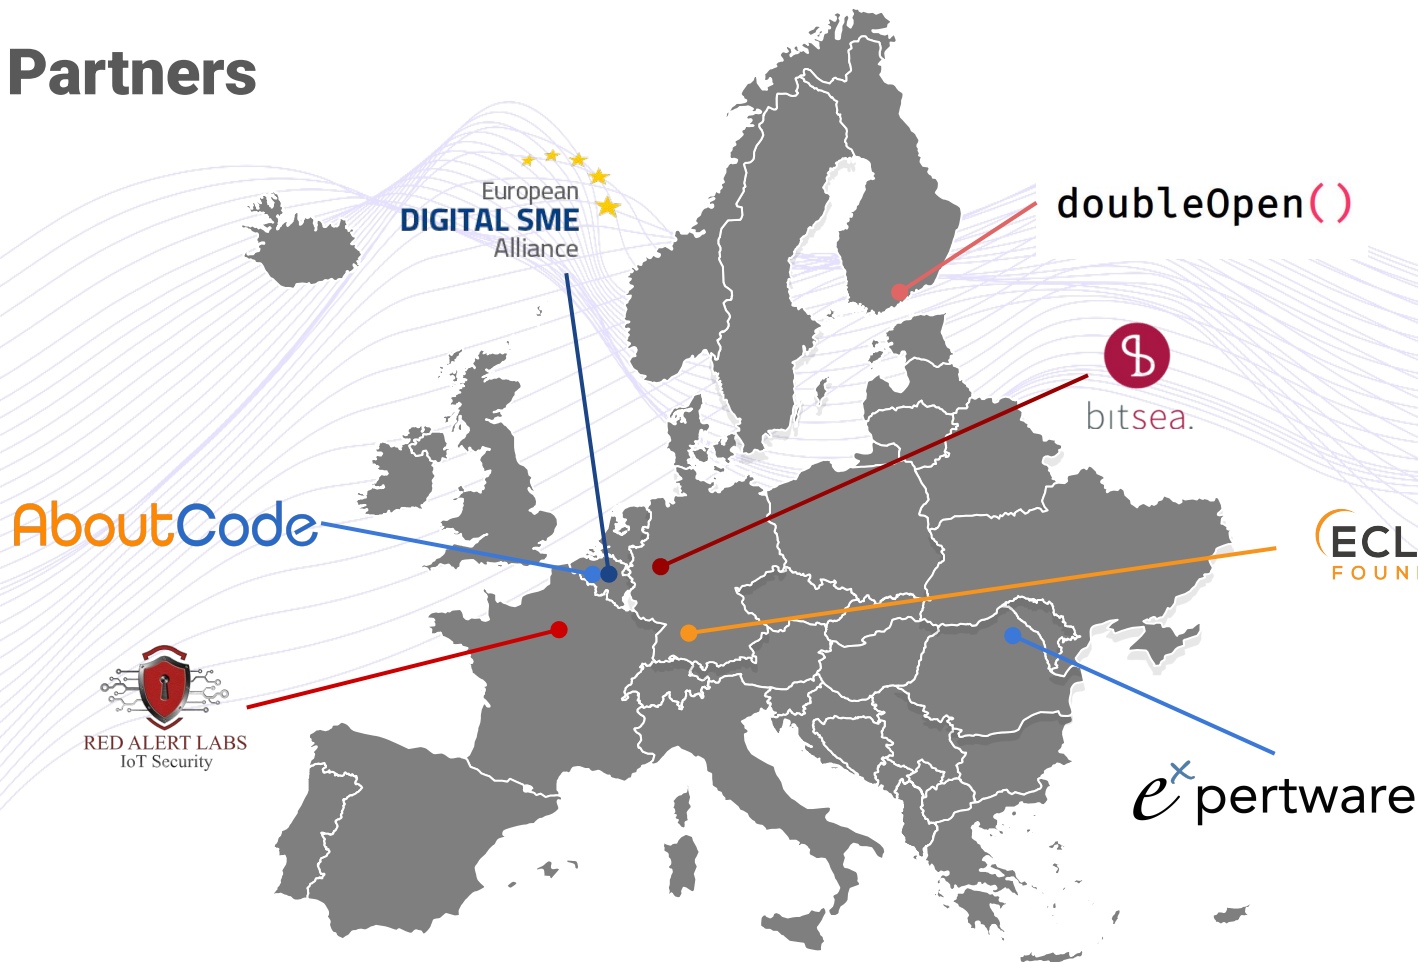 Partners
European
DIGITAL SME
Alliance
doubleOpen()
bitsea.
AboutCode
ECL
FOUN
RED ALERT LABS
IoT Security
expertware